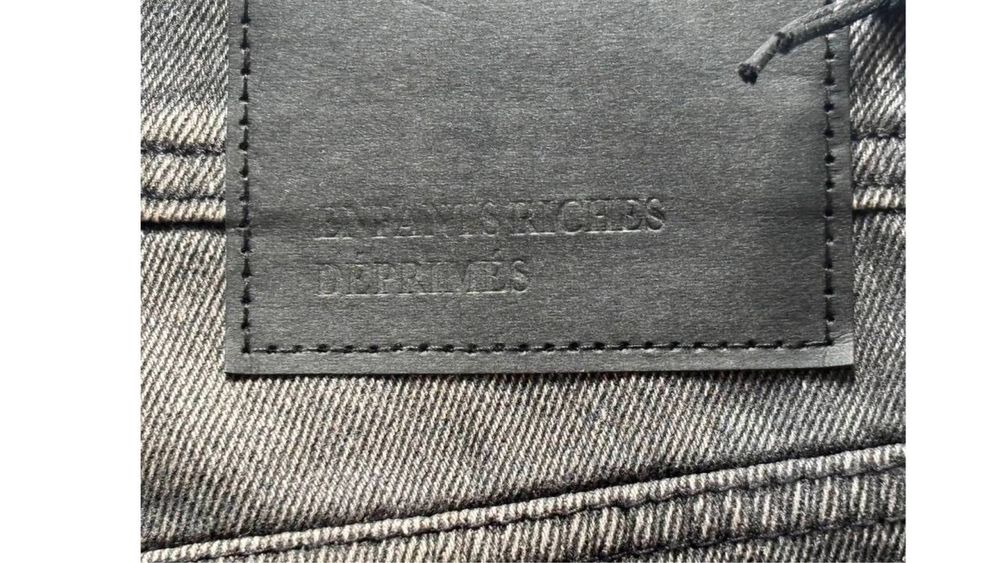 ENFANTS RICHES
DÉPRIMÉS